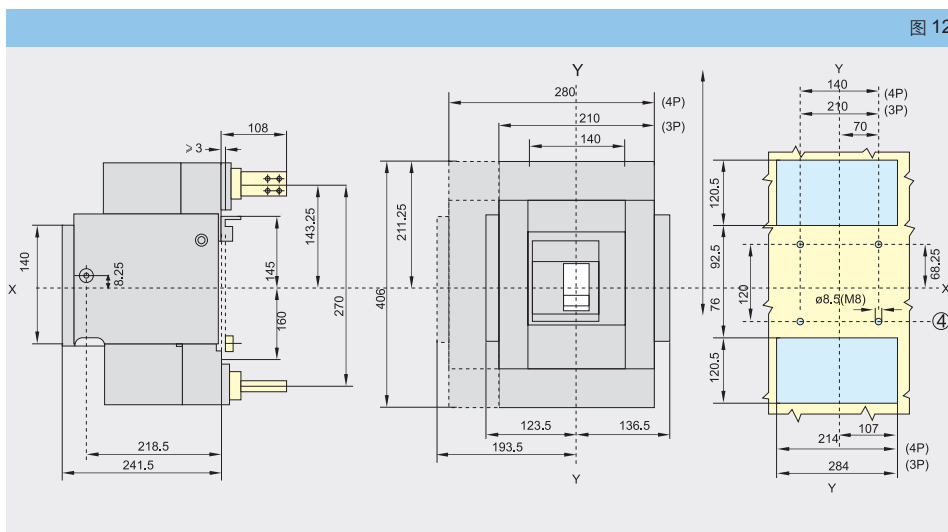 图 12
Y
280
(4P)
210
(3P)
140
Y
140
(4P)
210
(3P)
70
108
⩾ 3
143.25
145
270
160
140
8.25
X
218.5
241.5
211.25
406
123.5
136.5
193.5
Y
120.5
92.5
68.25
120
76
ø8.5(M8)
X
④
120.5
107
214
(4P)
284
(3P)
Y